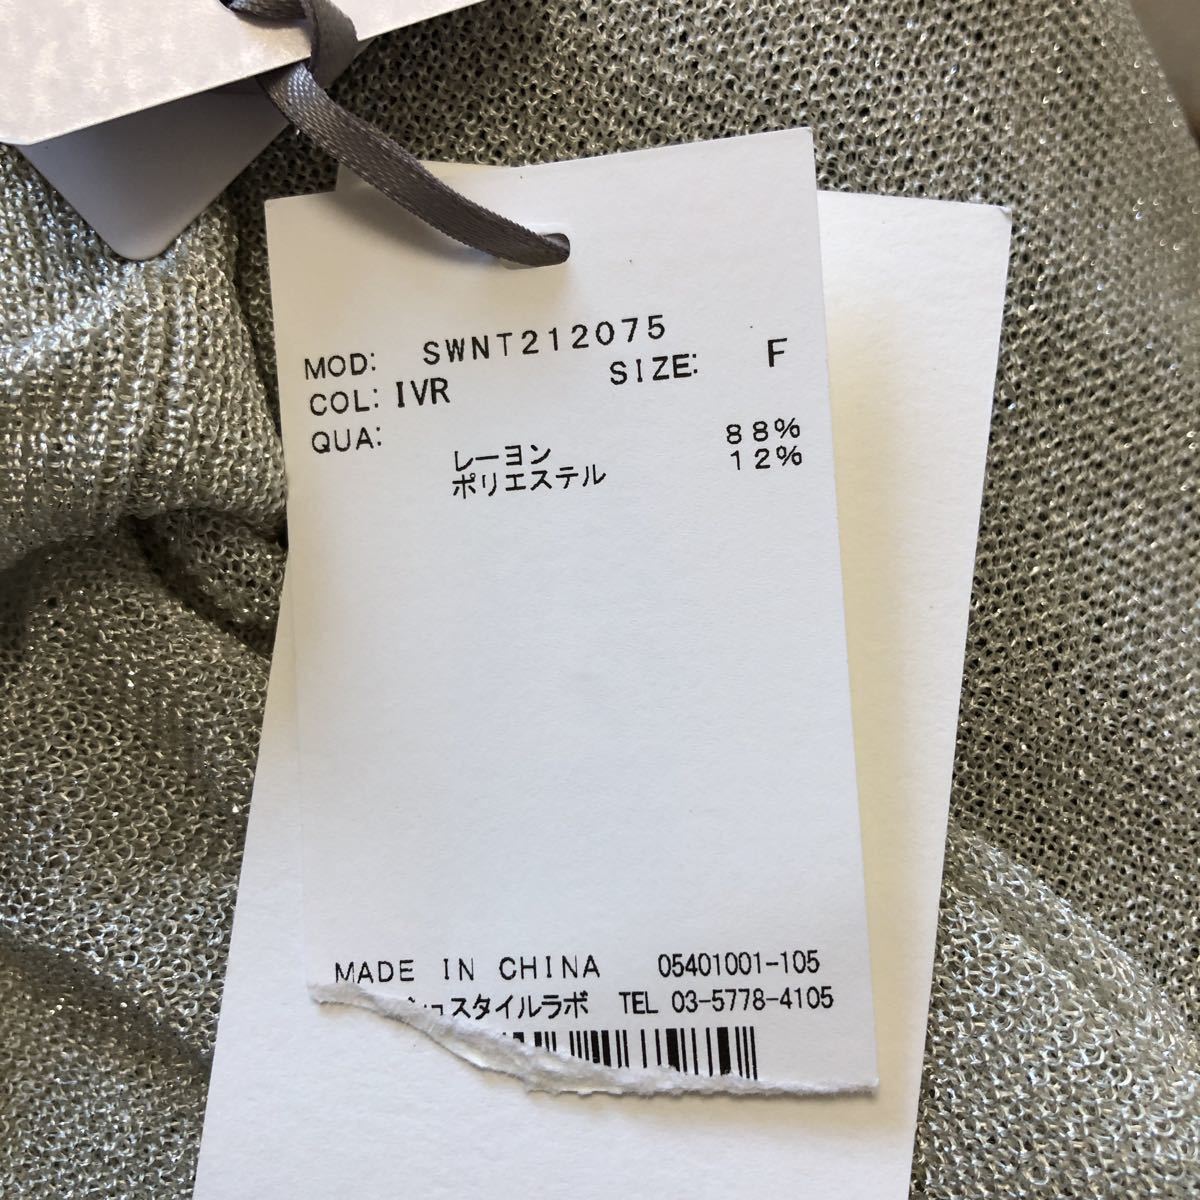 MOD: SWNT212075
COL: IVR SIZE: F
QUA:
レーヨン 88%
ポリエステル 12%
MADE IN CHINA 05401001-105
スタイルラボ TEL 03-5778-4105